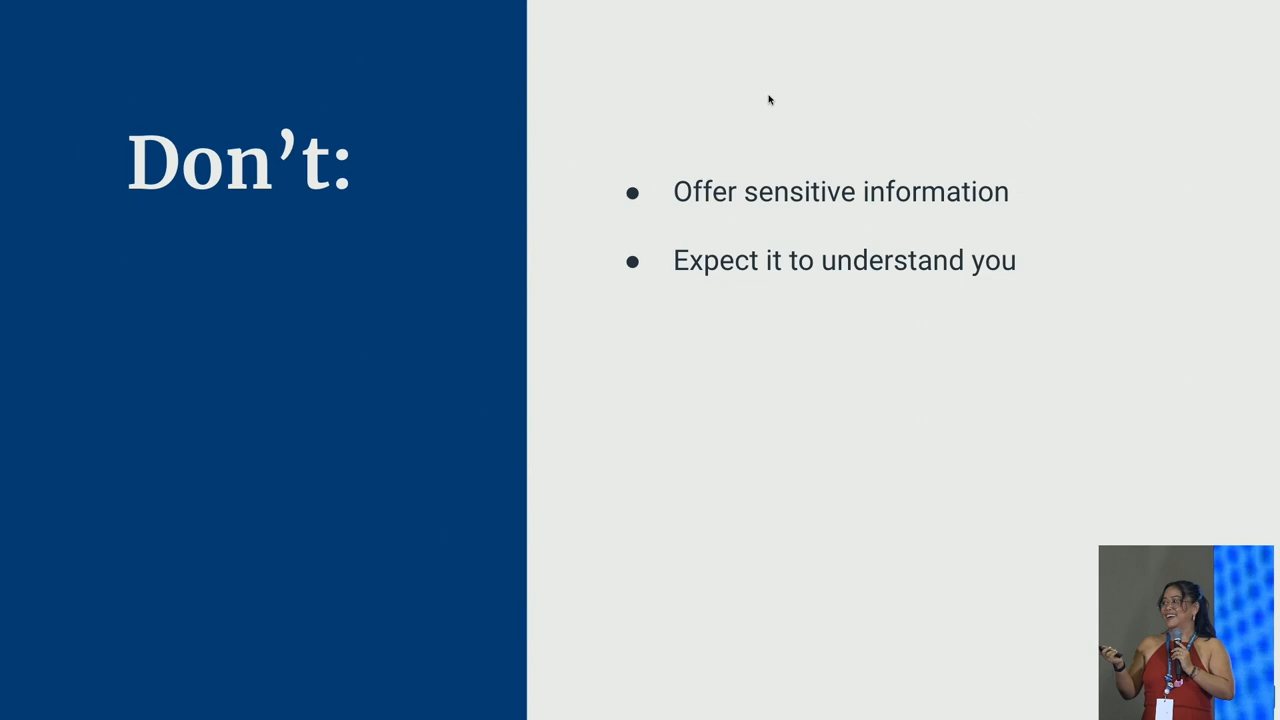 Don’t:
● Offer sensitive information
● Expect it to understand you